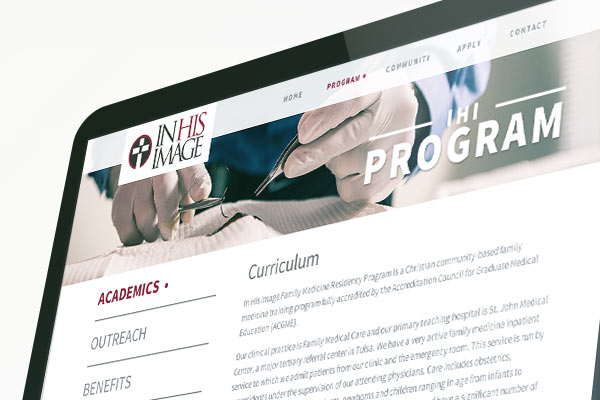 HOME
PROGRAM
COMMUNITY
APPLY
CONTACT
IN HIS
IMAGE
IHI
PROGRAM
Curriculum
In His Image Family Medicine Residency Program is a Christian community-based family
medicine training program fully accredited by the Accreditation Council for Graduate Medical
Education (ACGME).
Our clinical practice is Family Medical Care and our primary teaching hospital is St. John Medical
Center, a major tertiary referral center in Tulsa. We have a very active family medicine inpatient
service to which we admit patients from our clinic and the emergency room. This service is run by
residents under the supervision of our attending physicians. Care includes obstetrics,
newborns and children ranging in age from infants to
have a significant number of
ACADEMICS •
OUTREACH
BENEFITS